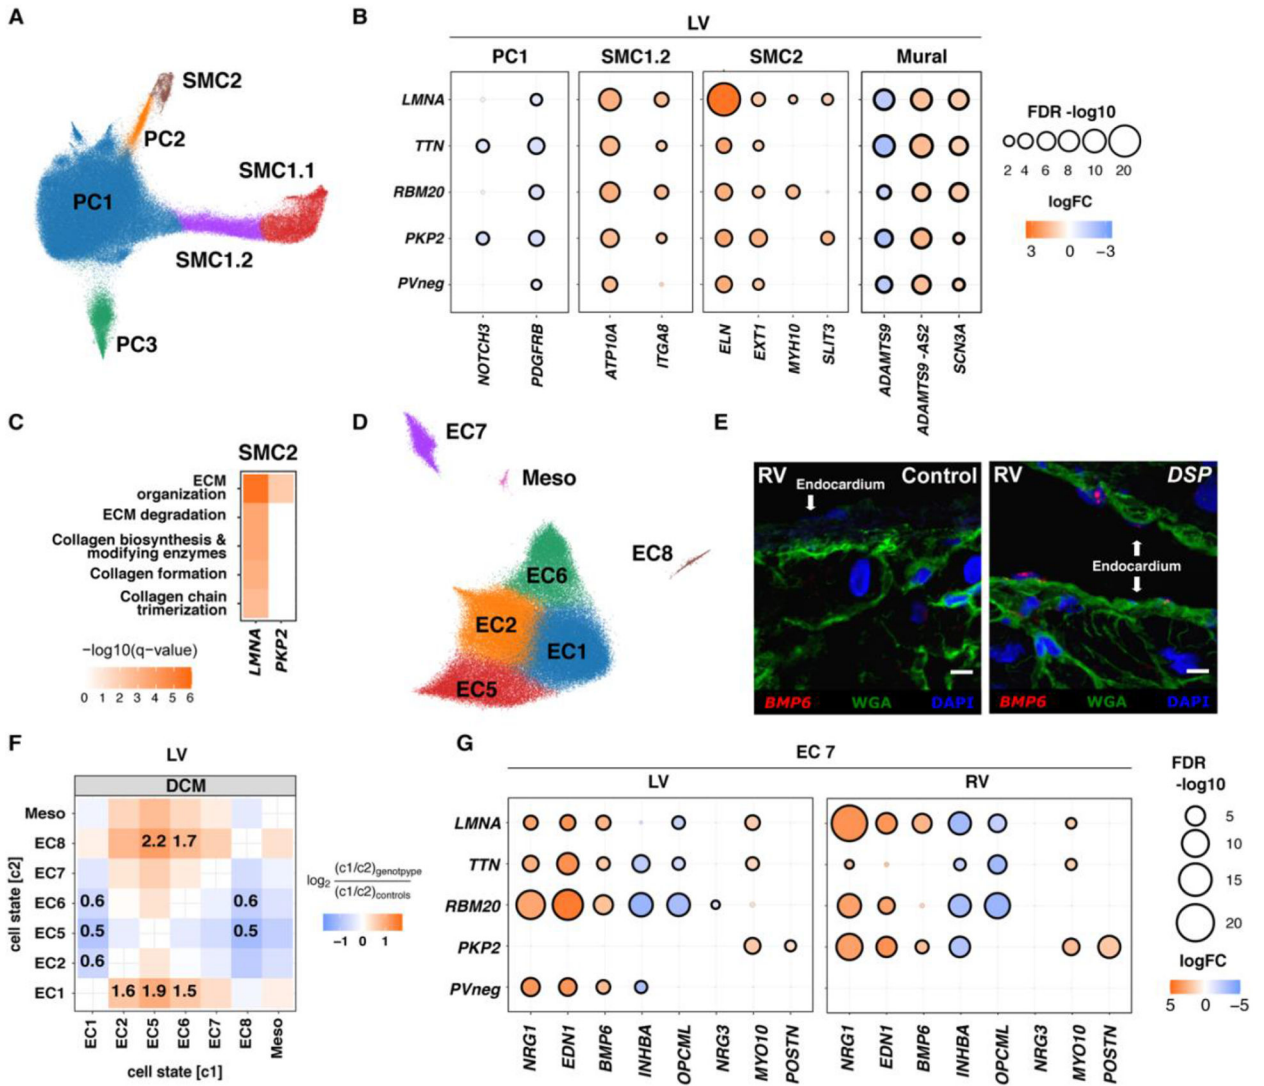 A
SMC2
PC2
PC1
SMC1.1
SMC1.2
PC3
B
LV
PC1 SMC1.2 SMC2 Mural
LMNA
TTN
RBM20
PKP2
PVneg
NOTCH3 PDGFRB ATP10A ITGA8 ELN EXT1 MYH10 SLIT3 ADAMTS9 ADAMTS9 -AS2 SCN3A
FDR -log10
2 4 6 8 10 20
logFC
3 0 -3
C
SMC2
ECM
organization
ECM degradation
Collagen biosynthesis &
modifying enzymes
Collagen formation
Collagen chain
trimerization
LMNA PKP2
−log10(q−value)
0 1 2 3 4 5 6
D
EC7
Meso
EC8
EC6
EC2
EC1
EC5
E
RV Control
Endocardium
BMP6 WGA DAPI
RV DSP
Endocardium
BMP6 WGA DAPI
F
LV
DCM
cell state [c2]
Meso
EC8 2.2 1.7
EC7
EC6 0.6 0.6
EC5 0.5 0.5
EC2 0.6
EC1 1.6 1.9 1.5
EC1 EC2 EC5 EC6 EC7 EC8 Meso
cell state [c1]
log2 (c1/c2)genotpype
(c1/c2)controls
−1 0 1
G
EC 7
LV RV
LMNA
TTN
RBM20
PKP2
PVneg
NRG1 EDN1 BMP6 INHBA OPCML NRG3 MYO10 POSTN NRG1 EDN1 BMP6 INHBA OPCML NRG3 MYO10 POSTN
FDR
-log10
5
10
15
20
logFC
5 0 -5